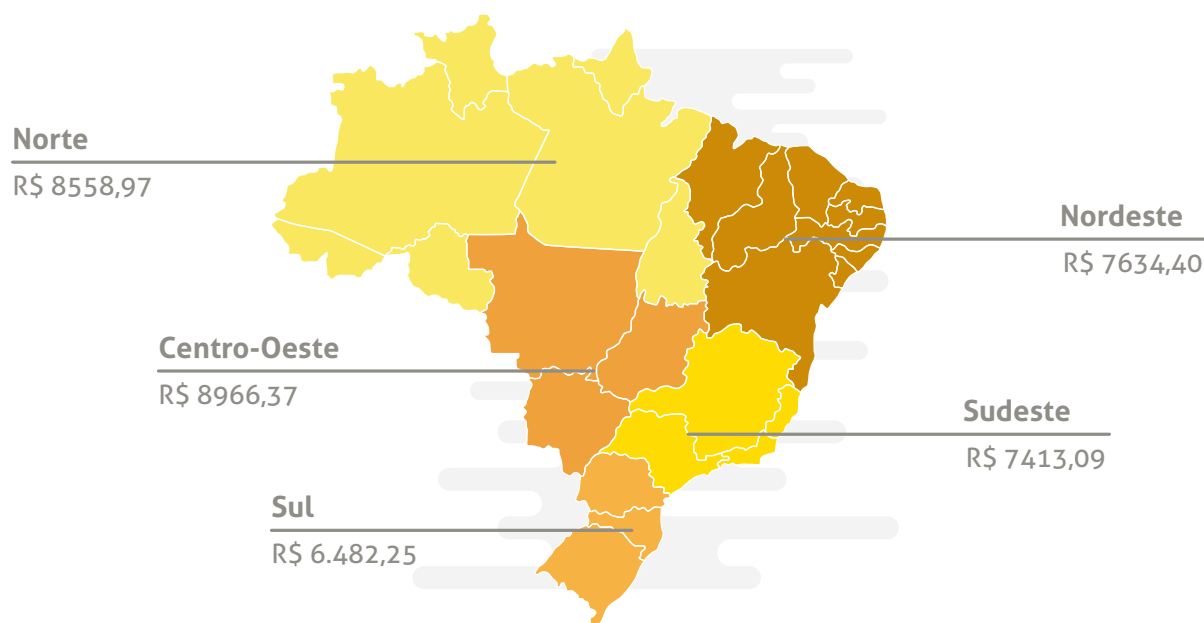 Norte
R$ 8558,97
Nordeste
R$ 7634,40
Centro-Oeste
R$ 8966,37
Sudeste
R$ 7413,09
Sul
R$ 6.482,25